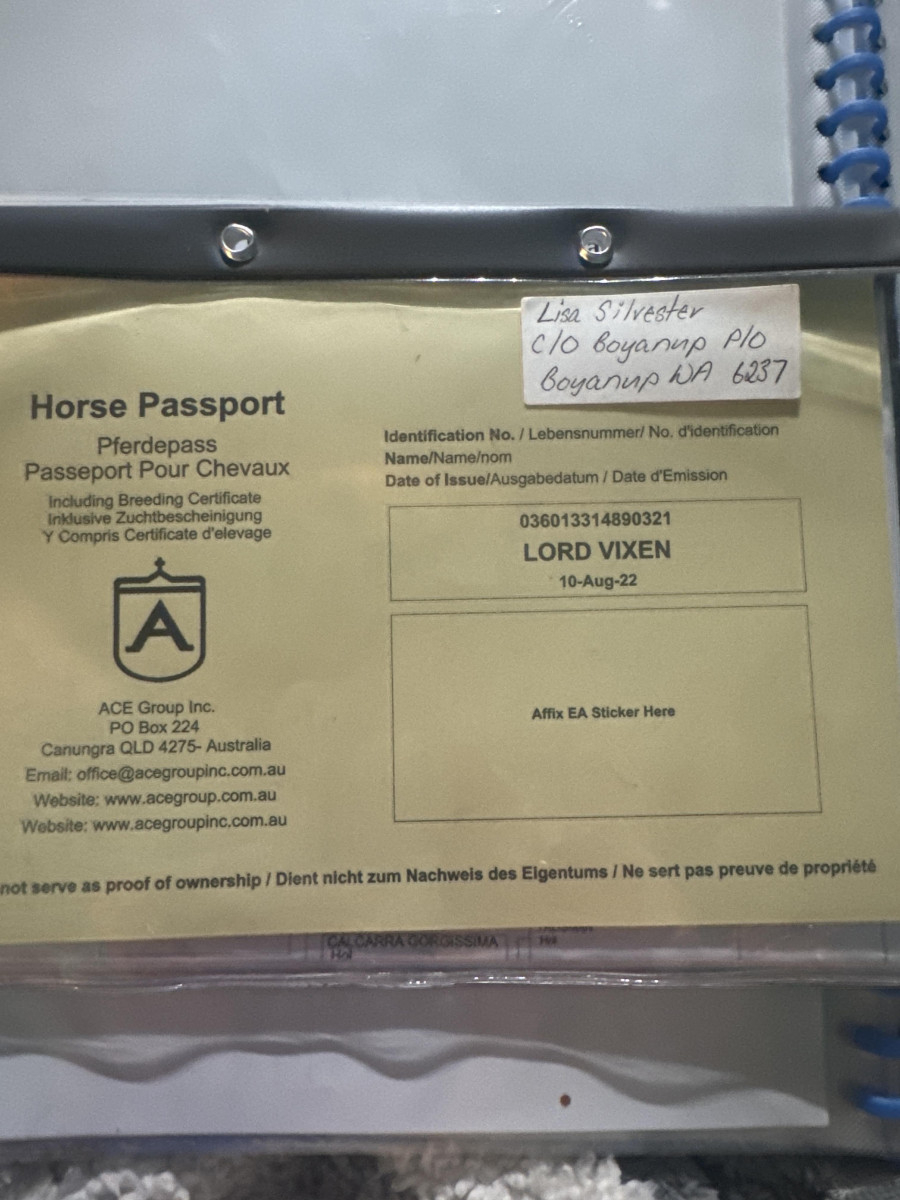 Lisa Silvester
C/O Boyanup P/O
Boyanup WA 6237
Horse Passport
Pferdepass
Passeport Pour Chevaux
Including Breeding Certificate
Inklusive Zuchtbescheinigung
Y Compris Certificate d'elevage
A
ACE Group Inc.
PO Box 224
Canungra QLD 4275- Australia
Email: office@acegroupinc.com.au
Website: www.acegroup.com.au
Website: www.acegroupinc.com.au
Identification No. / Lebensnummer/ No. d'identification
Name/Name/nom
Date of Issue/Ausgabedatum / Date d'Emission
036013314890321
LORD VIXEN
10-Aug-22
Affix EA Sticker Here
not serve as proof of ownership / Dient nicht zum Nachweis des Eigentums / Ne sert pas preuve de propriété
CALCARRA GORGISSIMA
Hol